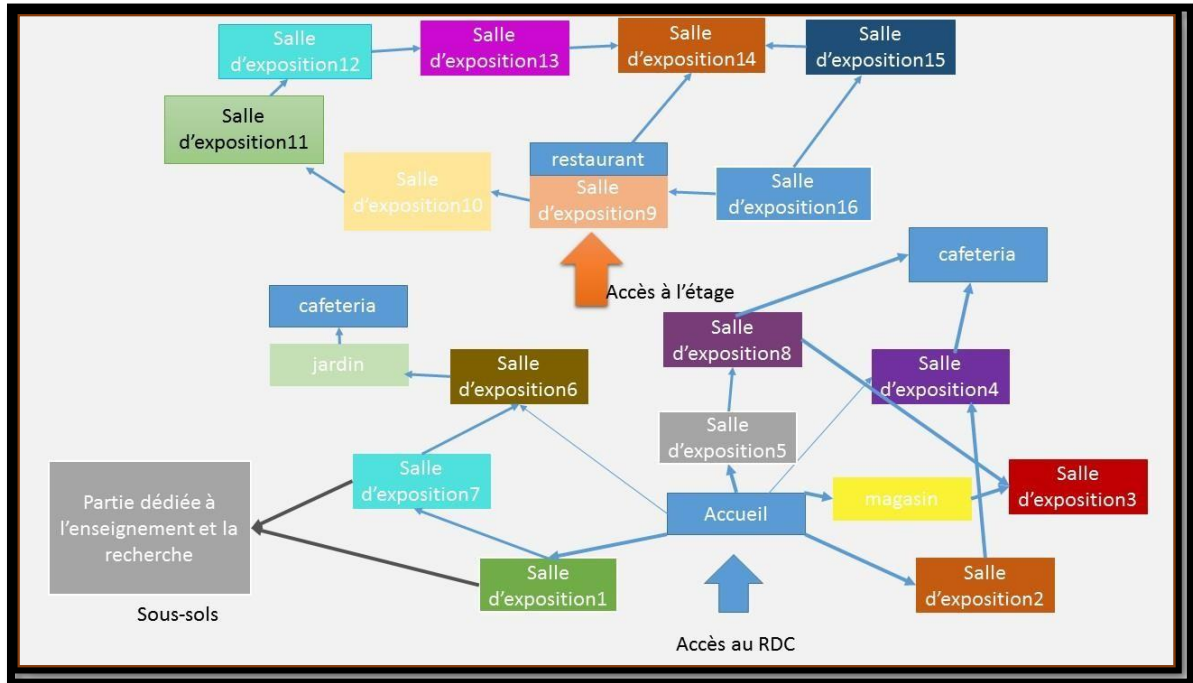 Salle
d'exposition12
Salle
d'exposition13
Salle
d'exposition14
Salle
d'exposition15
Salle
d'exposition11
Salle
d'exposition10
restaurant
Salle
d'exposition9
Salle
d'exposition16
Accès à l'étage
cafeteria
cafeteria
jardin
Salle
d'exposition6
Salle
d'exposition8
Salle
d'exposition4
Salle
d'exposition5
Partie dédiée à
l'enseignement et la
recherche
Sous-sols
Salle
d'exposition7
Accueil
magasin
Salle
d'exposition3
Salle
d'exposition1
Salle
d'exposition2
Accès au RDC